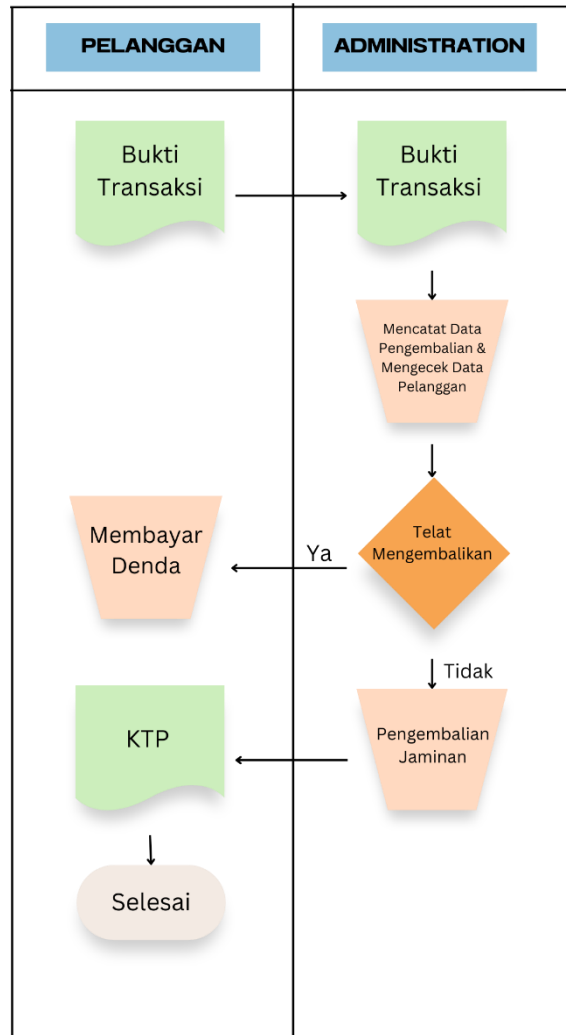 PELANGGAN
ADMINISTRATION
Bukti
Transaksi
Bukti
Transaksi
Mencatat Data
Pengembalian &
Mengecek Data
Pelanggan
Telat
Mengembalikan
Ya
Membayar
Denda
Tidak
Pengembalian
Jaminan
KTP
Selesai